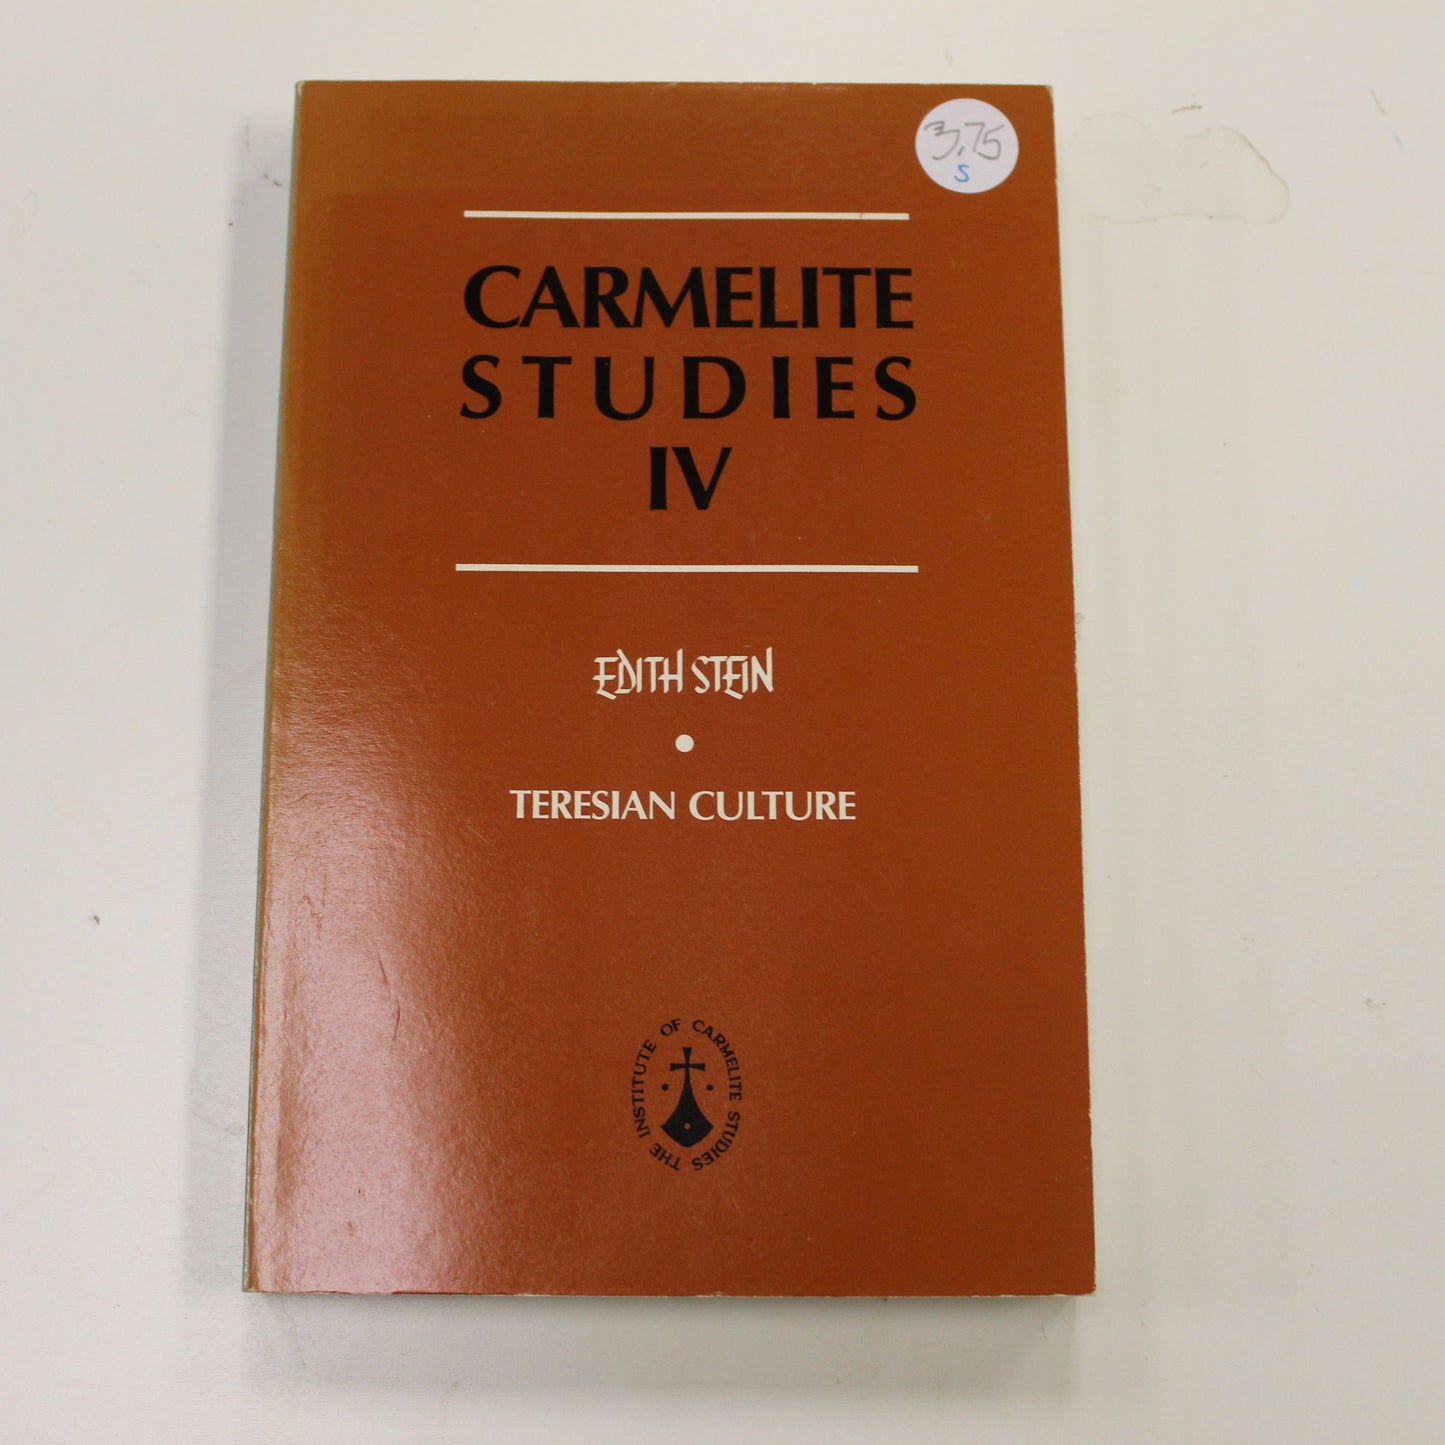 3.75
S
CARMELITE
STUDIES
IV
EDITH STEIN
•
TERESIAN CULTURE
THE INSTITUTE OF CARMELITE STUDIES